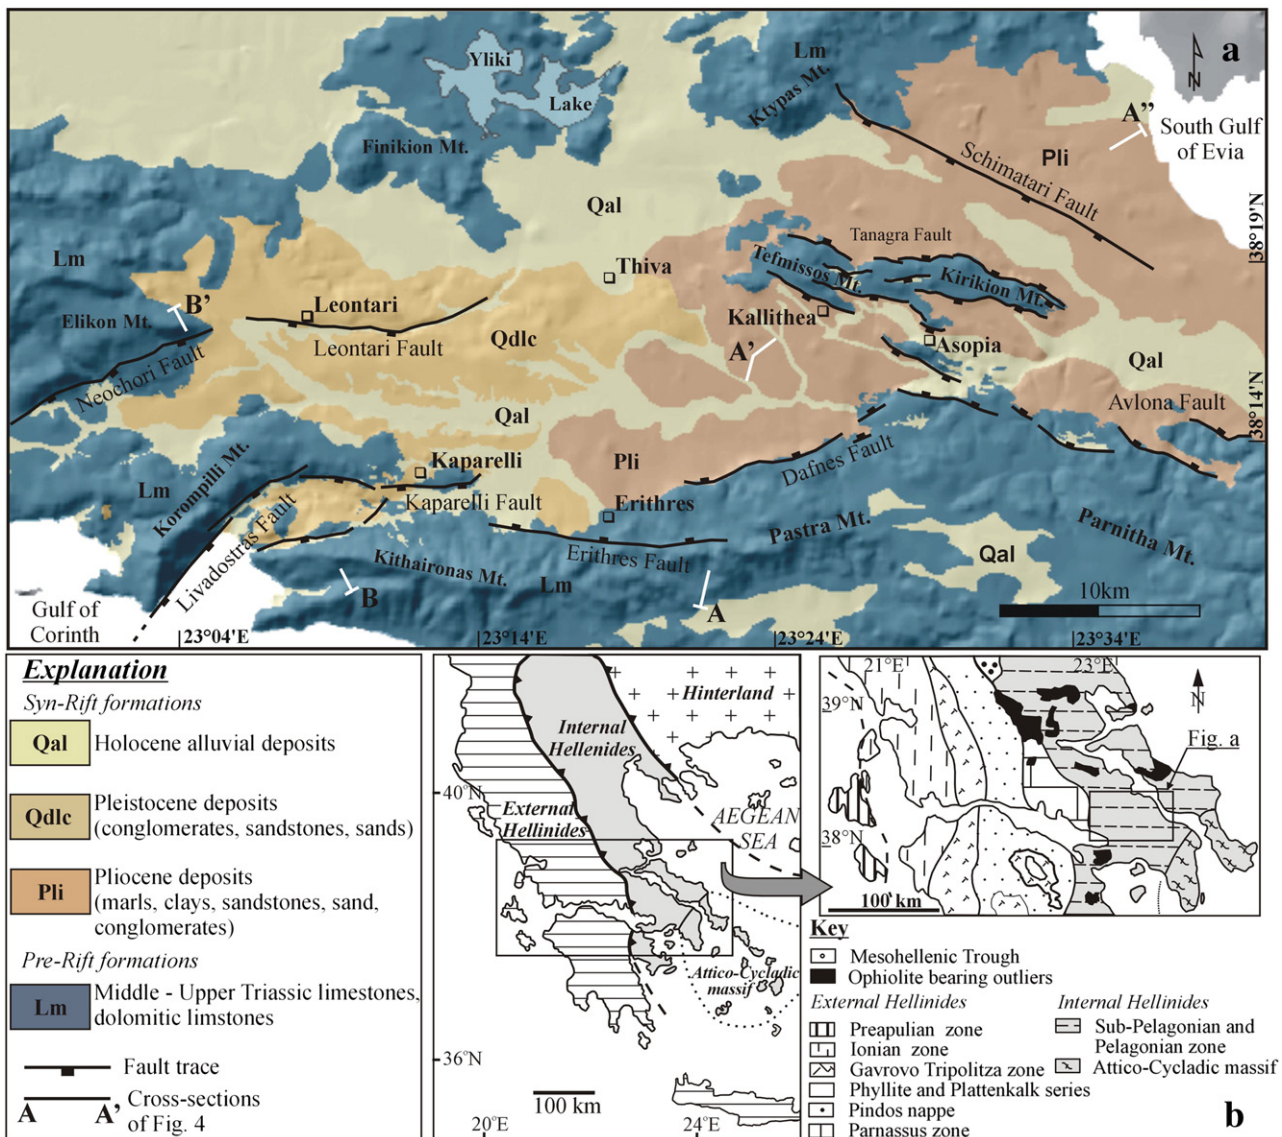 a
N
Lm
Ktypas Mt.
Yliki
Lake
Finikion Mt.
A”
South Gulf
of Evia
Pli
Schimatari Fault
38°19'N
Qal
Thiva
Tanagra Fault
Tefmissos Mt.
Kirikion Mt.
Lm
B’
Elikon Mt.
Leontari
Leontari Fault
Neochori Fault
Qdlc
Kallithea
A’
Asopia
Qal
38°14'N
Avlona Fault
Qal
Kaparelli
Kaparelli Fault
Pli
Dafnes Fault
Lm
Korompilli Mt.
Livadostras Fault
Erithres
Erithres Fault
Pastra Mt.
Parnitha Mt.
Qal
Kithaironas Mt.
Lm
B
A
10km
Gulf of
Corinth
23°04'E
23°14'E
23°24'E
23°34'E
Explanation
Syn-Rift formations
Qal
Holocene alluvial deposits
Qdlc
Pleistocene deposits
(conglomerates, sandstones, sands)
Pli
Pliocene deposits
(marls, clays, sandstones, sand,
conglomerates)
Pre-Rift formations
Lm
Middle - Upper Triassic limestones,
dolomitic limstones
Fault trace
A A’ Cross-sections
of Fig. 4
Hinterland
Internal
Hellenides
External
Hellinides
40°N
AEGEAN
SEA
Attico-Cycladic
massif
36°N
100 km
20°E
24°E
21°E
23°E
N
39°N
Fig. a
38°N
100 km
Key
Mesohellenic Trough
Ophiolite bearing outliers
External Hellinides
Preapulian zone
Ionian zone
Gavrovo Tripolitza zone
Phyllite and Plattenkalk series
Pindos nappe
Parnassus zone
Internal Hellinides
Sub-Pelagonian and
Pelagonian zone
Attico-Cycladic massif
b